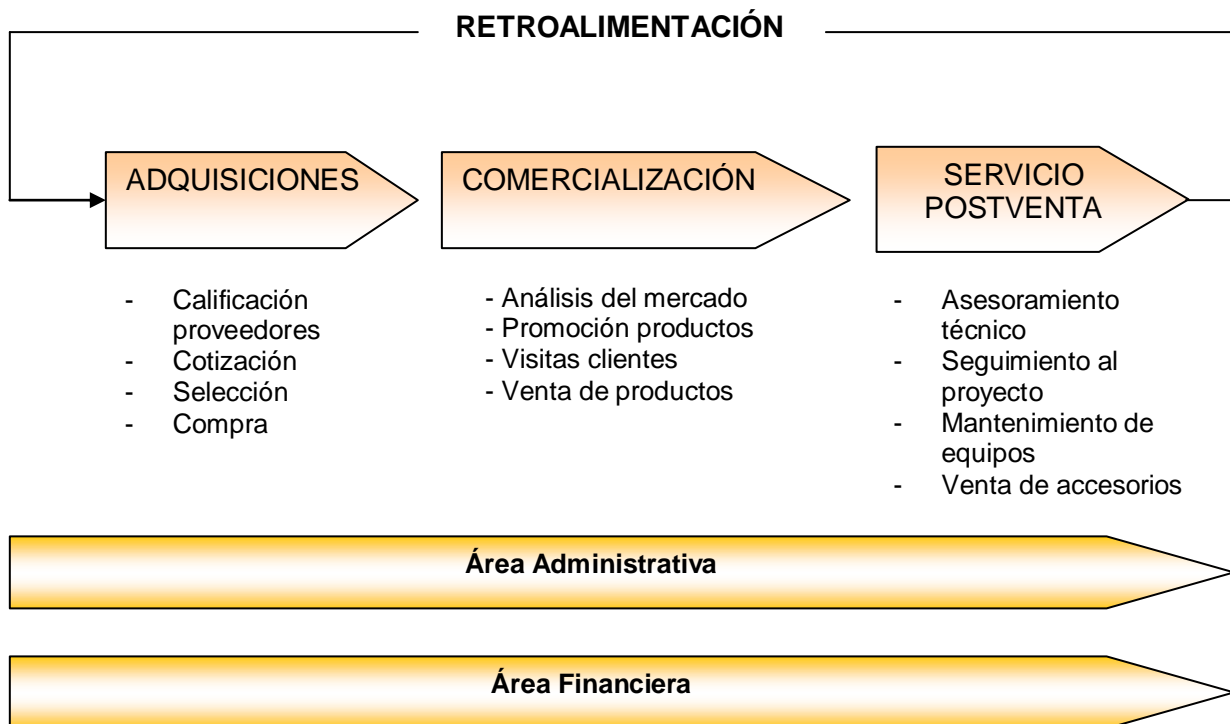 RETROALIMENTACIÓN
ADQUISICIONES
- Calificación
proveedores
- Cotización
- Selección
- Compra
COMERCIALIZACIÓN
- Análisis del mercado
- Promoción productos
- Visitas clientes
- Venta de productos
SERVICIO
POSTVENTA
- Asesoramiento
técnico
- Seguimiento al
proyecto
- Mantenimiento de
equipos
- Venta de accesorios
Área Administrativa
Área Financiera